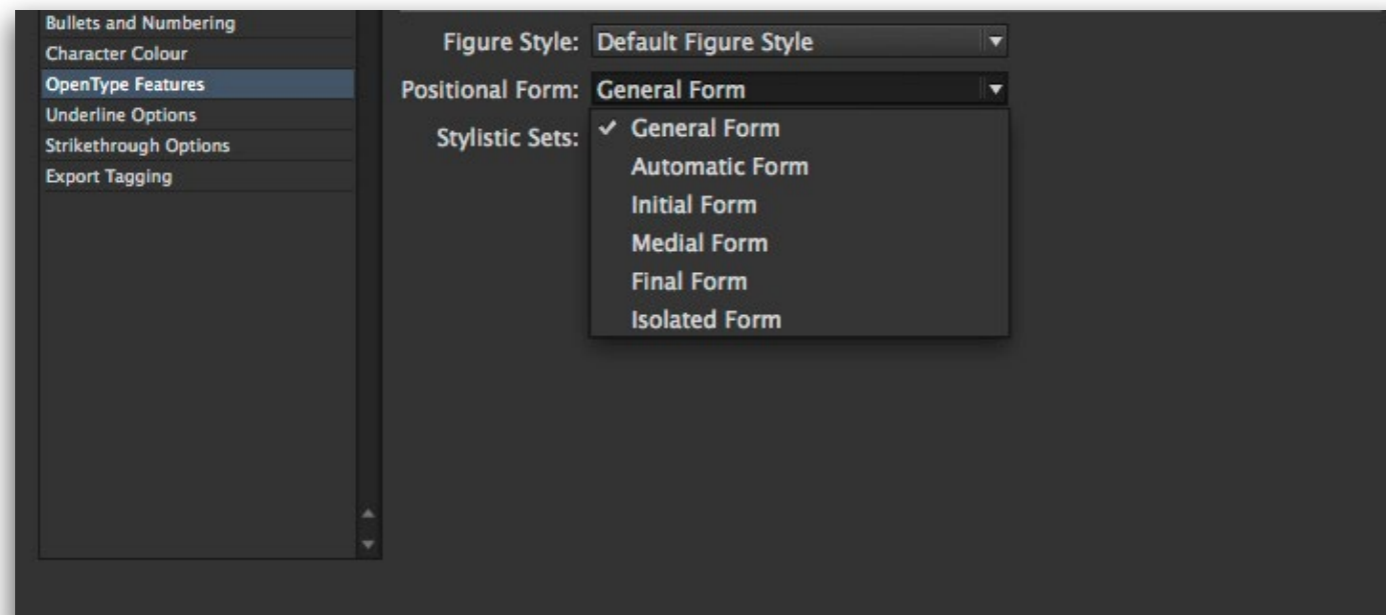 Bullets and Numbering
Character Colour
OpenType Features
Underline Options
Strikethrough Options
Export Tagging
Figure Style: Default Figure Style
Positional Form: General Form
Stylistic Sets:
✓ General Form
Automatic Form
Initial Form
Medial Form
Final Form
Isolated Form